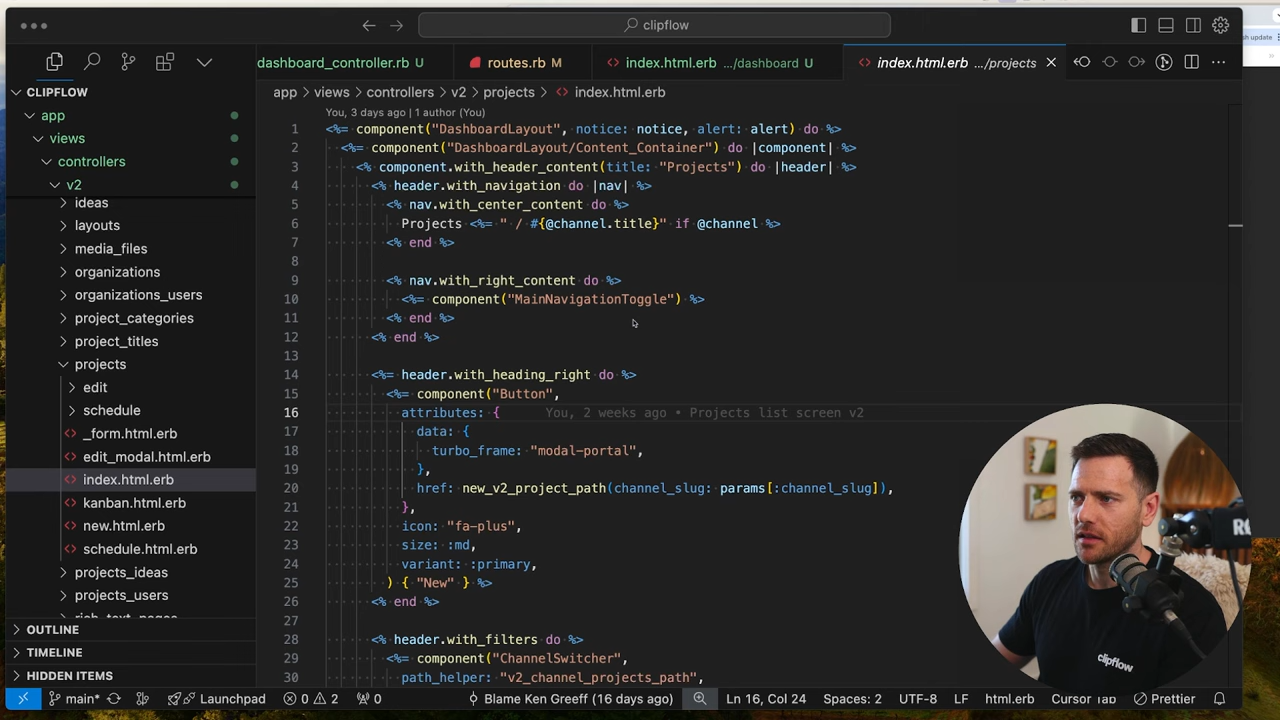 clipflow
sh update
dashboard_controller.rb U
routes.rb M
index.html.erb .../dashboard U
index.html.erb .../projects
CLIPFLOW
app
views
controllers
v2
ideas
layouts
media_files
organizations
organizations_users
project_categories
project_titles
projects
edit
schedule
_form.html.erb
edit_modal.html.erb
index.html.erb
kanban.html.erb
new.html.erb
schedule.html.erb
projects_ideas
projects_users
OUTLINE
TIMELINE
HIDDEN ITEMS
app > views > controllers > v2 > projects > index.html.erb
You, 3 days ago | 1 author (You)
1 <%= component("DashboardLayout", notice: notice, alert: alert) do %>
2 <%= component("DashboardLayout/Content_Container") do |component| %>
3 <% component.with_header_content(title: "Projects") do |header| %>
4 <% header.with_navigation do |nav| %>
5 <% nav.with_center_content do %>
6 Projects <%= " / #{@channel.title}" if @channel %>
7 <% end %>
8
9 <% nav.with_right_content do %>
10 <%= component("MainNavigationToggle") %>
11 <% end %>
12 <% end %>
13
14 <%= header.with_heading_right do %>
15 <%= component("Button",
16 attributes: { You, 2 weeks ago • Projects list screen v2
17 data: {
18 turbo_frame: "modal-portal",
19 },
20 href: new_v2_project_path(channel_slug: params[:channel_slug]),
21 },
22 icon: "fa-plus",
23 size: :md,
24 variant: :primary,
25 ) { "New" } %>
26 <% end %>
27
28 <% header.with_filters do %>
29 <%= component("ChannelSwitcher",
30 path_helper: "v2_channel_projects_path",
clipflow
main* Launchpad 0 2 0 Blame Ken Greeff (16 days ago) Ln 16, Col 24 Spaces: 2 UTF-8 LF html.erb Cursor Tab Prettier